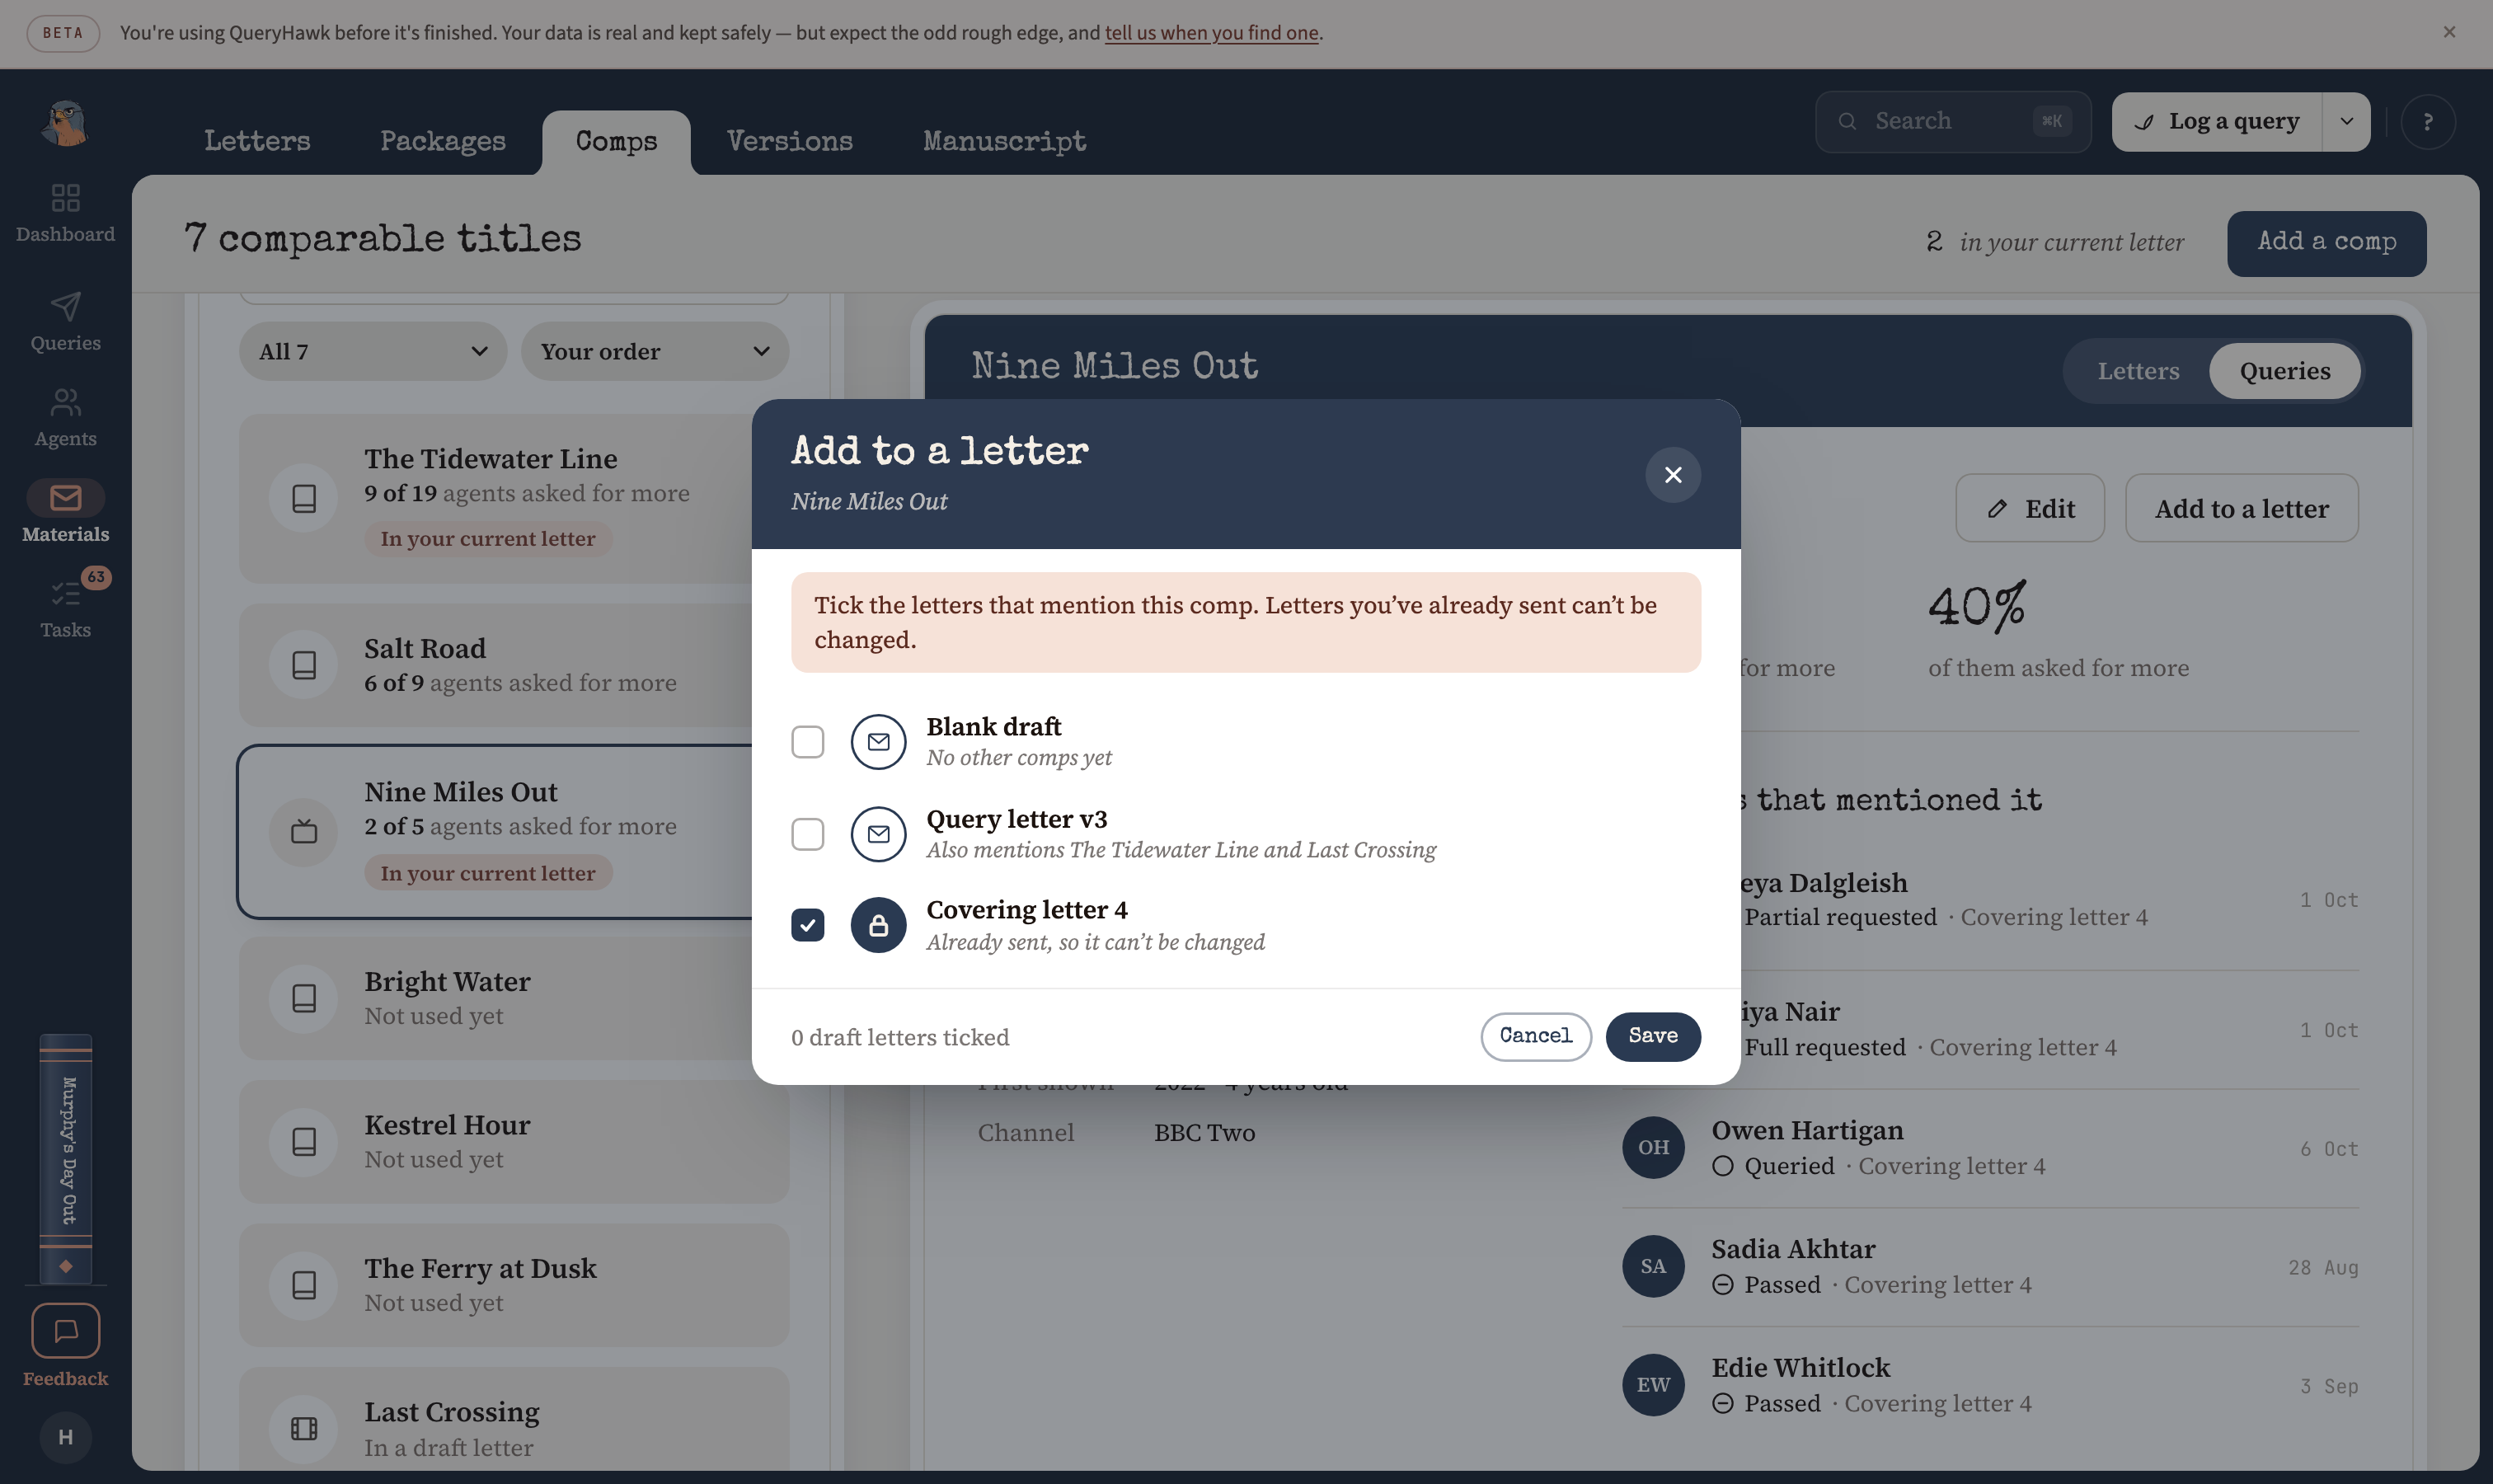 BETA
You're using QueryHawk before it's finished. Your data is real and kept safely — but expect the odd rough edge, and tell us when you find one.
Letters
Packages
Comps
Versions
Manuscript
Search
⌘K
Log a query
?
Dashboard
Queries
Agents
Materials
63
Tasks
Murphy's Day Out
Feedback
H
7 comparable titles
2 in your current letter
Add a comp
All 7
Your order
The Tidewater Line
9 of 19 agents asked for more
In your current letter
Salt Road
6 of 9 agents asked for more
Nine Miles Out
2 of 5 agents asked for more
In your current letter
Bright Water
Not used yet
Kestrel Hour
Not used yet
The Ferry at Dusk
Not used yet
Last Crossing
In a draft letter
Nine Miles Out
Letters
Queries
Edit
Add to a letter
for more
40%
of them asked for more
that mentioned it
eya Dalgleish
Partial requested · Covering letter 4
1 Oct
iya Nair
Full requested · Covering letter 4
1 Oct
First shown 2022 4 years old
Channel BBC Two
OH
Owen Hartigan
Queried · Covering letter 4
6 Oct
SA
Sadia Akhtar
Passed · Covering letter 4
28 Aug
EW
Edie Whitlock
Passed · Covering letter 4
3 Sep
Add to a letter
Nine Miles Out
Tick the letters that mention this comp. Letters you’ve already sent can’t be
changed.
Blank draft
No other comps yet
Query letter v3
Also mentions The Tidewater Line and Last Crossing
Covering letter 4
Already sent, so it can’t be changed
0 draft letters ticked
Cancel
Save